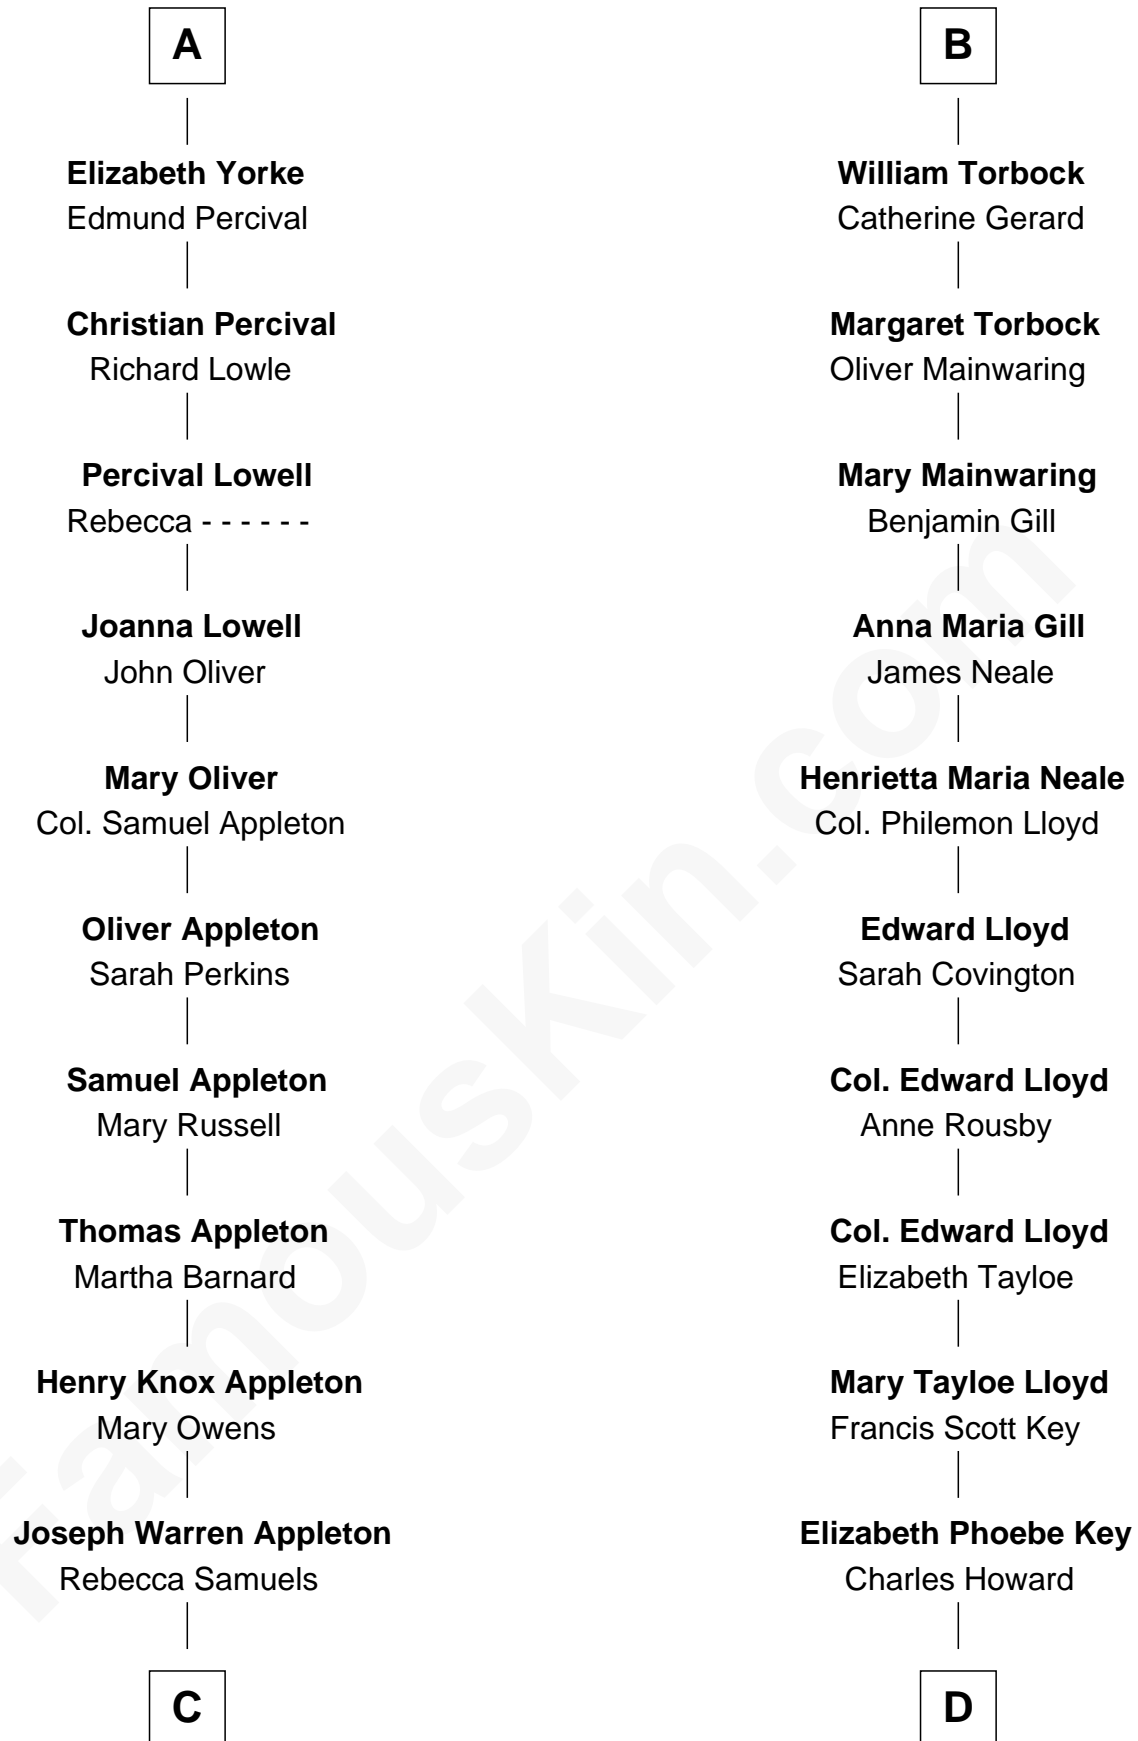 A
Elizabeth Yorke
Edmund Percival
Christian Percival
Richard Lowle
Percival Lowell
Rebecca - - - - - -
Joanna Lowell
John Oliver
Mary Oliver
Col. Samuel Appleton
Oliver Appleton
Sarah Perkins
Samuel Appleton
Mary Russell
Thomas Appleton
Martha Barnard
Henry Knox Appleton
Mary Owens
Joseph Warren Appleton
Rebecca Samuels
C
B
William Torbock
Catherine Gerard
Margaret Torbock
Oliver Mainwaring
Mary Mainwaring
Benjamin Gill
Anna Maria Gill
James Neale
Henrietta Maria Neale
Col. Philemon Lloyd
Edward Lloyd
Sarah Covington
Col. Edward Lloyd
Anne Rousby
Col. Edward Lloyd
Elizabeth Tayloe
Mary Tayloe Lloyd
Francis Scott Key
Elizabeth Phoebe Key
Charles Howard
D
FamousKin.com